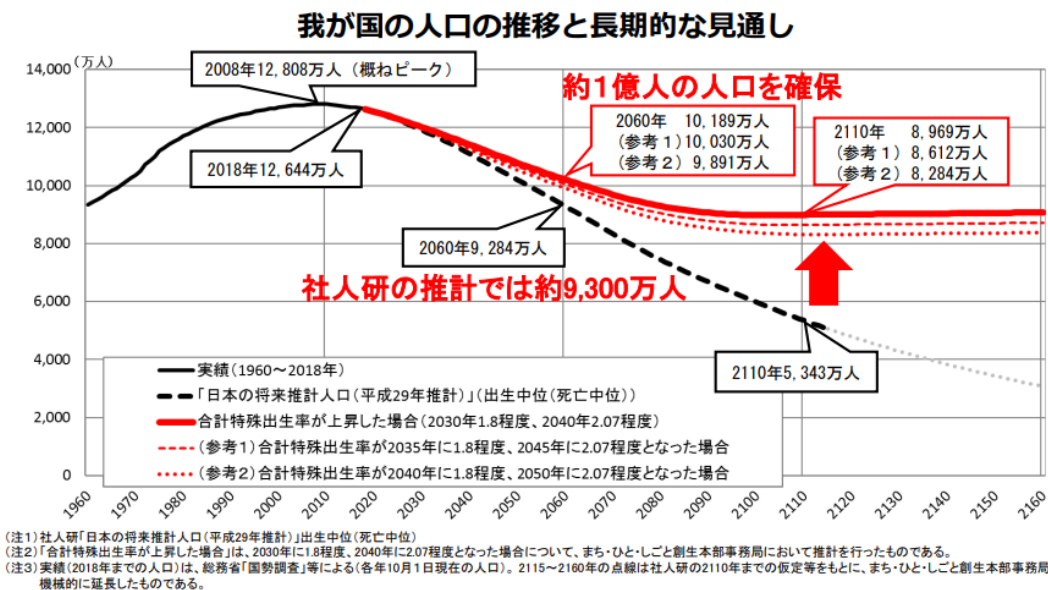 我が国の人口の推移と長期的な見通し
(万人)
14,000
12,000
10,000
8,000
6,000
4,000
2,000
0
2008年12,808万人（概ねピーク）
2018年12,644万人
約１億人の人口を確保
2060年　10,189万人
(参考１)10,030万人
(参考２) 9,891万人
2110年　8,969万人
(参考１) 8,612万人
(参考２) 8,284万人
2060年9,284万人
社人研の推計では約9,300万人
2110年5,343万人
実績(1960～2018年)
「日本の将来推計人口(平成29年推計)」(出生中位(死亡中位))
合計特殊出生率が上昇した場合(2030年1.8程度、2040年2.07程度)
(参考１)合計特殊出生率が2035年に1.8程度、2045年に2.07程度となった場合
(参考２)合計特殊出生率が2040年に1.8程度、2050年に2.07程度となった場合
1960 1970 1980 1990 2000 2010 2020 2030 2040 2050 2060 2070 2080 2090 2100 2110 2120 2130 2140 2150 2160
(注１)社人研「日本の将来推計人口(平成29年推計)」出生中位(死亡中位)
(注２)「合計特殊出生率が上昇した場合」は、2030年に1.8程度、2040年に2.07程度となった場合について、まち・ひと・しごと創生本部事務局において推計を行ったものである。
(注３)実績(2018年までの人口)は、総務省「国勢調査」等による(各年10月1日現在の人口)。2115～2160年の点線は社人研の2110年までの仮定等をもとに、まち・ひと・しごと創生本部事務局
機械的に延長したものである。